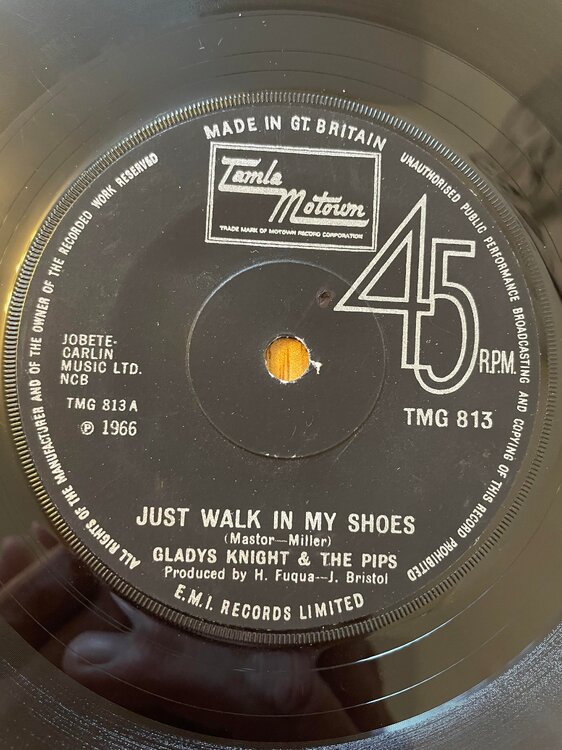 MADE IN GT. BRITAIN
UNAUTHORISED PUBLIC PERFORMANCE BROADCASTING AND COPYING OF THIS RECORD PROHIBITED
ALL RIGHTS OF THE MANUFACTURER AND OF THE OWNER OF THE RECORDED WORK RESERVED
Tamla
Motown
TRADE MARK OF MOTOWN RECORD CORPORATION
45
R.P.M.
JOBETE-
CARLIN
MUSIC LTD.
NCB
TMG 813 A
℗ 1966
TMG 813
JUST WALK IN MY SHOES
(Mastor—Miller)
GLADYS KNIGHT & THE PIPS
Produced by H. Fuqua—J. Bristol
E.M.I. RECORDS LIMITED